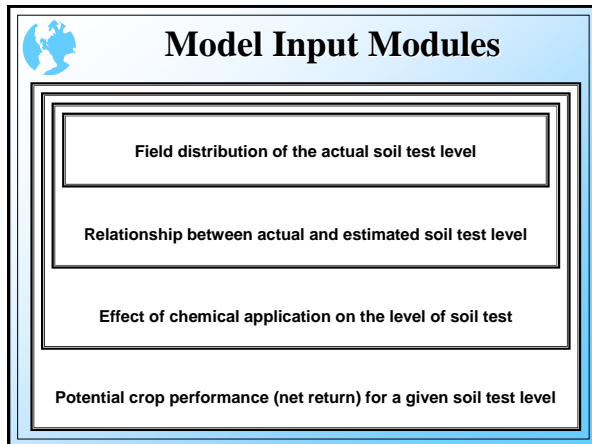 Model Input Modules
Field distribution of the actual soil test level
Relationship between actual and estimated soil test level
Effect of chemical application on the level of soil test
Potential crop performance (net return) for a given soil test level